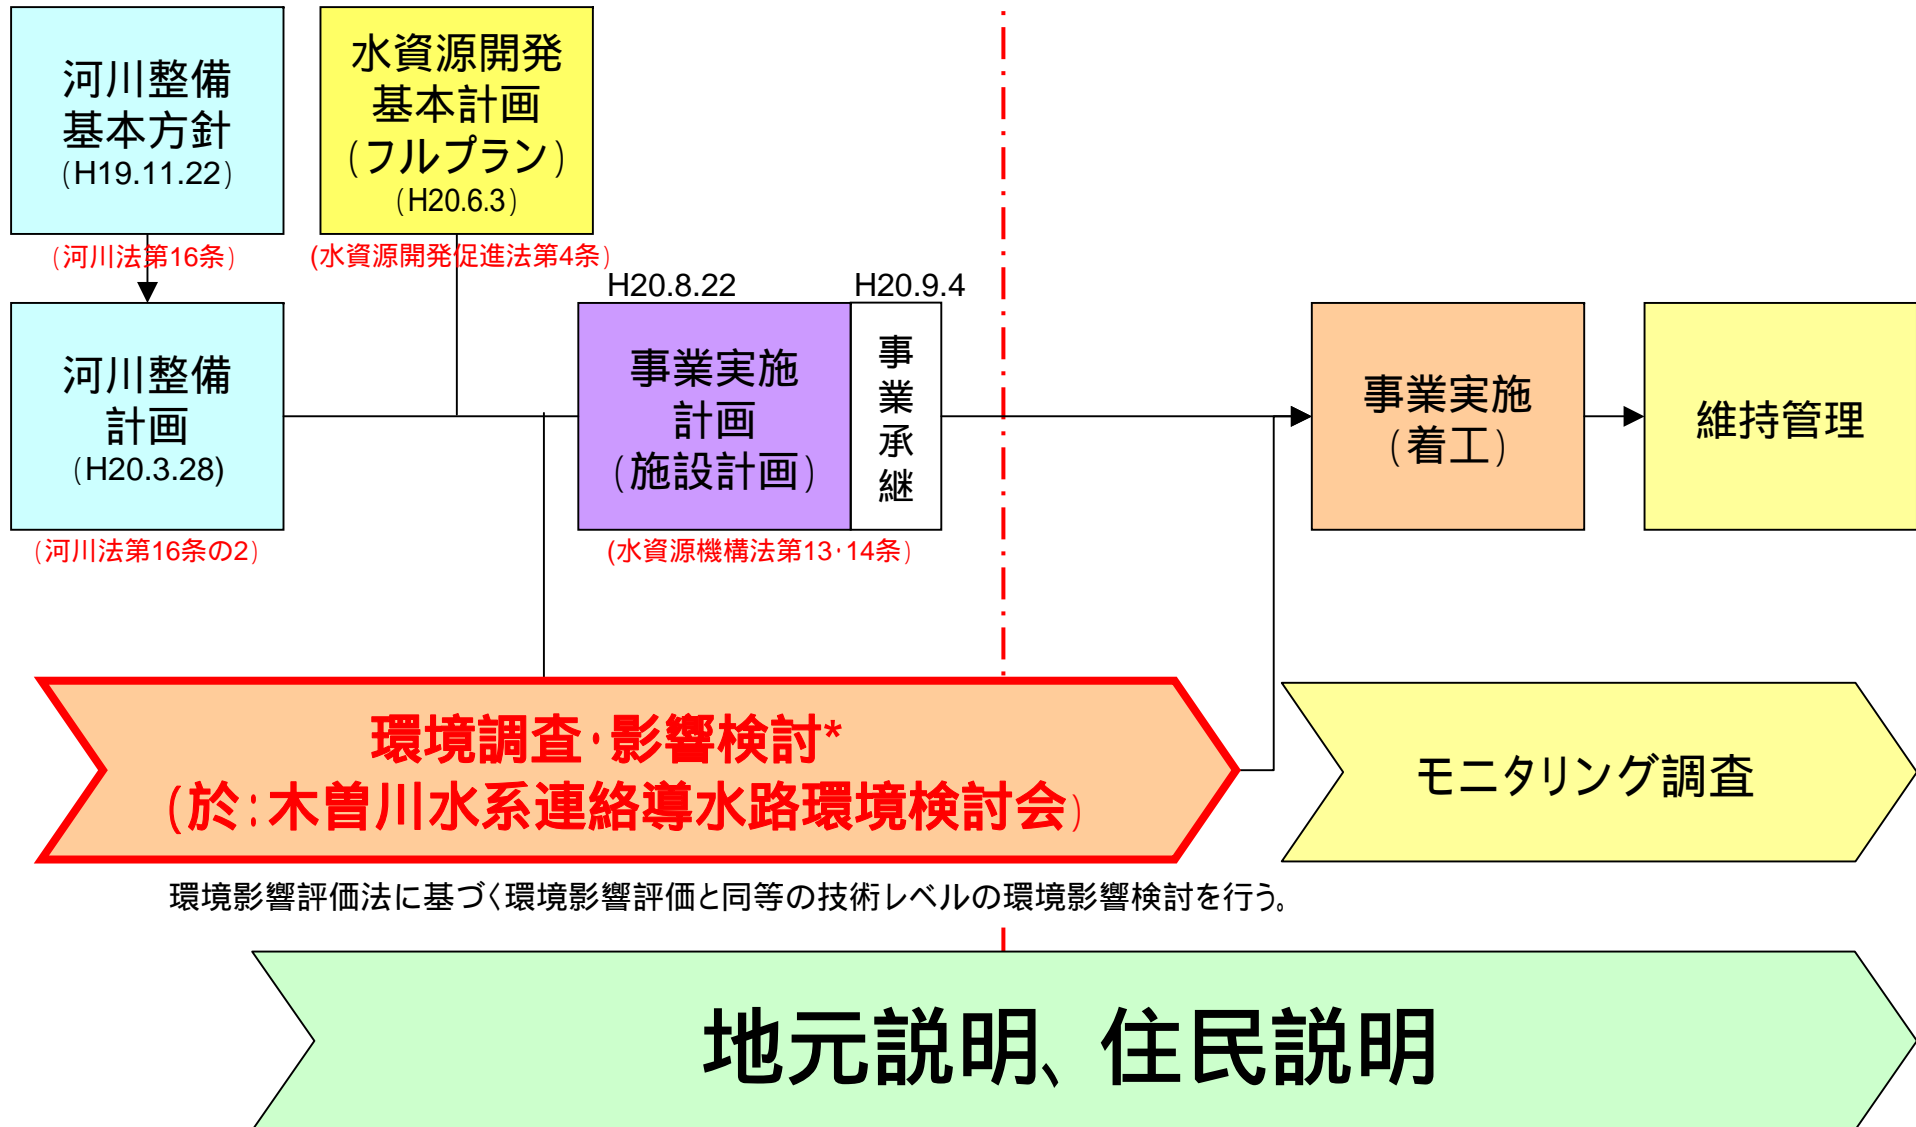 河川整備
基本方針
(H19.11.22)
(河川法第16条)
水資源開発
基本計画
(フルプラン)
(H20.6.3)
(水資源開発促進法第4条)
河川整備
計画
(H20.3.28)
(河川法第16条の2)
H20.8.22
事業実施
計画
(施設計画)
H20.9.4
事業承継
(水資源機構法第13・14条)
事業実施
(着工)
維持管理
環境調査・影響検討*
(於:木曽川水系連絡導水路環境検討会)
モニタリング調査
環境影響評価法に基づく環境影響評価と同等の技術レベルの環境影響検討を行う。
地元説明、住民説明